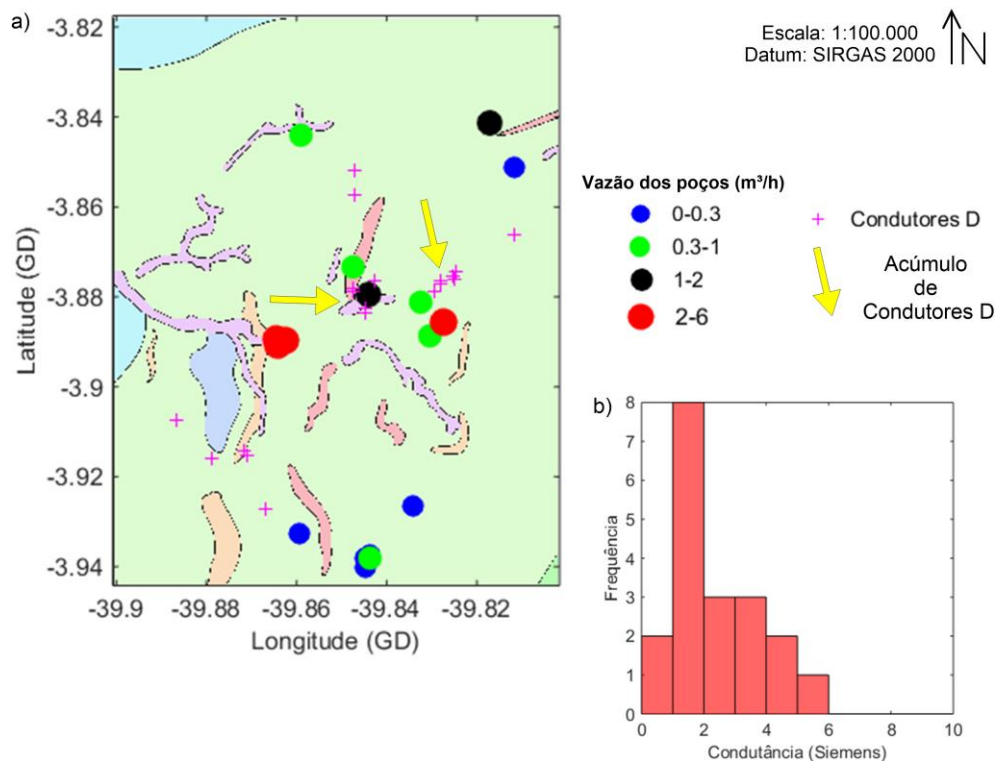 a)
-3.82
-3.84
-3.86
-3.88
-3.9
-3.92
-3.94
Latitude (GD)
-39.9
-39.88
-39.86
-39.84
-39.82
Longitude (GD)
Escala: 1:100.000
Datum: SIRGAS 2000
N
Vazão dos poços (m³/h)
0-0.3
0.3-1
1-2
2-6
Condutores D
Acúmulo
de
Condutores D
b)
8
7
6
5
4
3
2
1
0
Frequência
0
2
4
6
8
10
Condutância (Siemens)